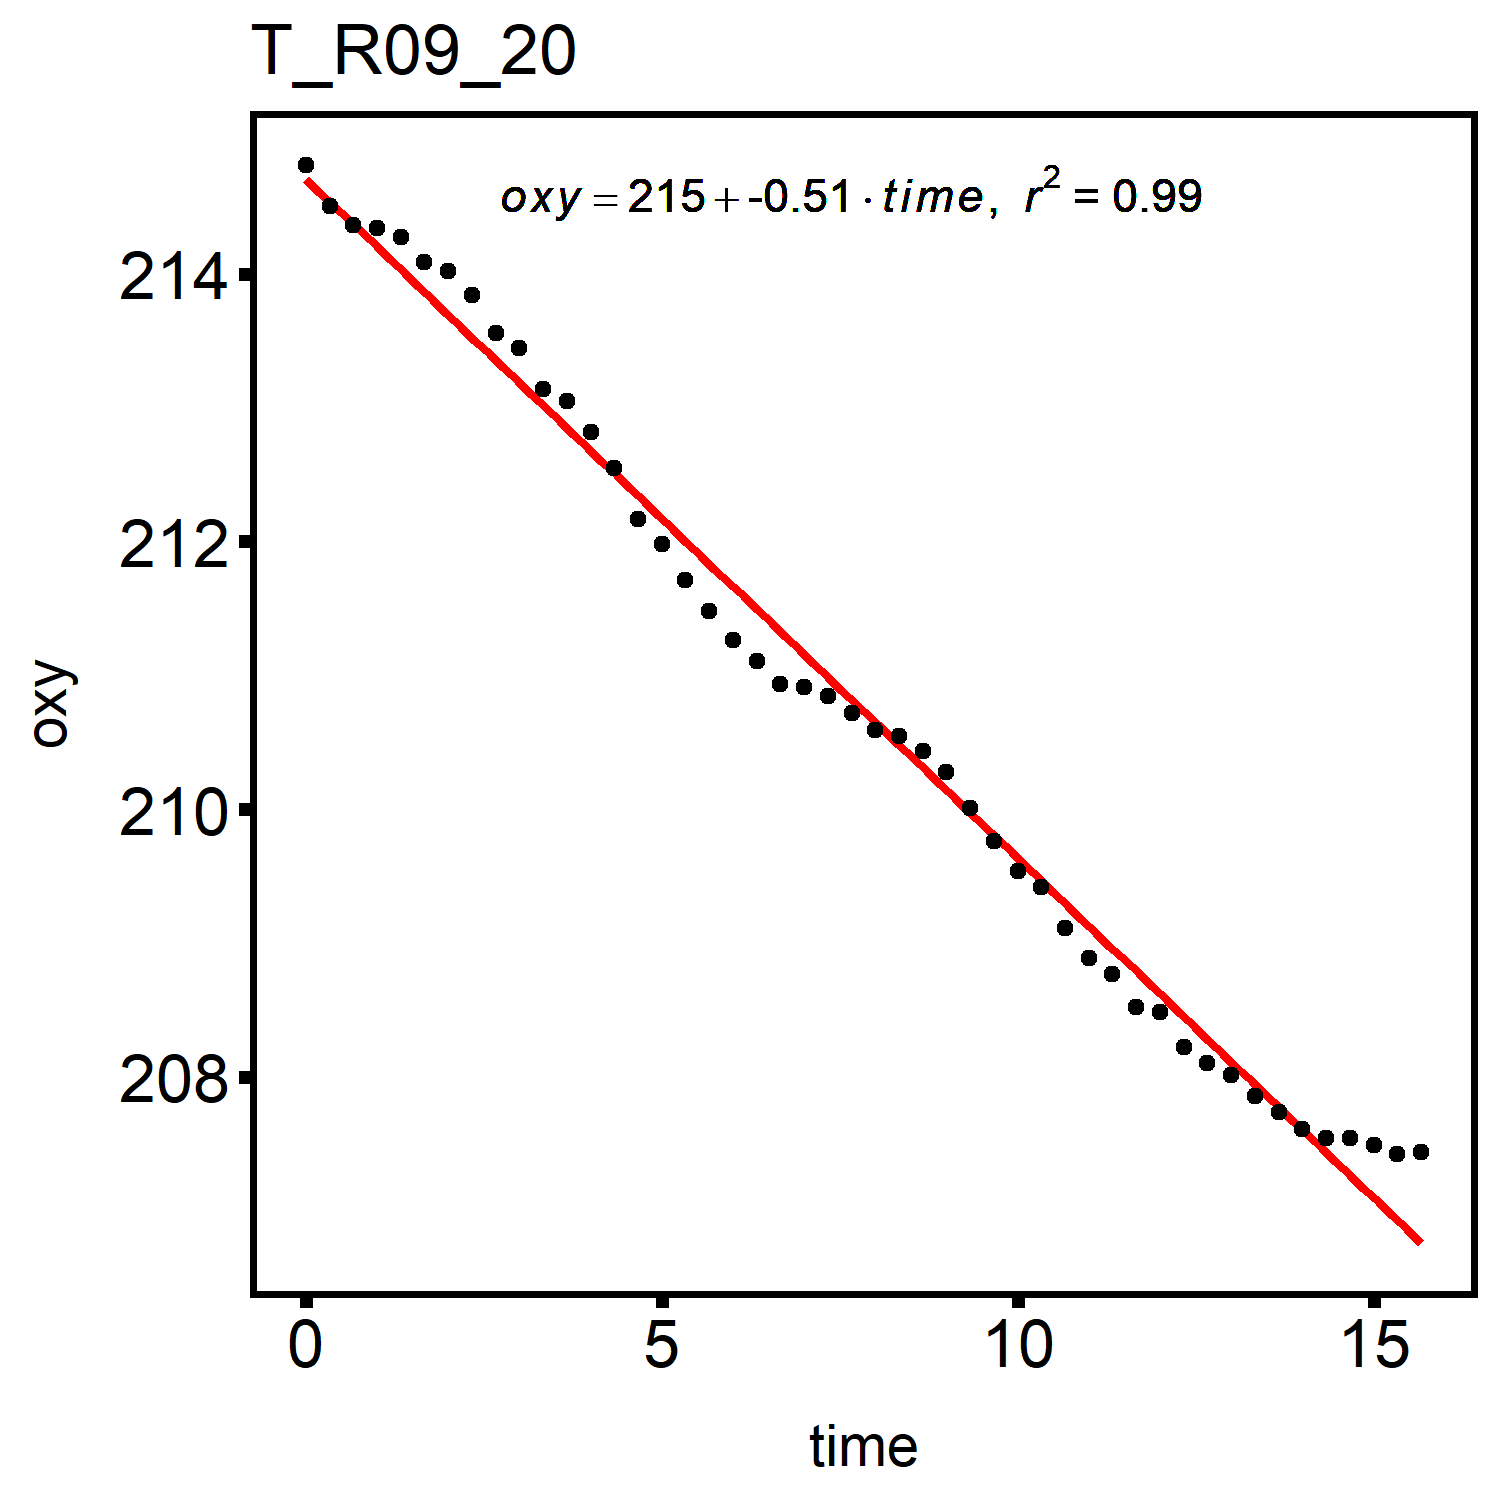 T_R09_20
oxy = 215 + -0.51 · time, r² = 0.99
214
212
210
208
oxy
0 5 10 15
time